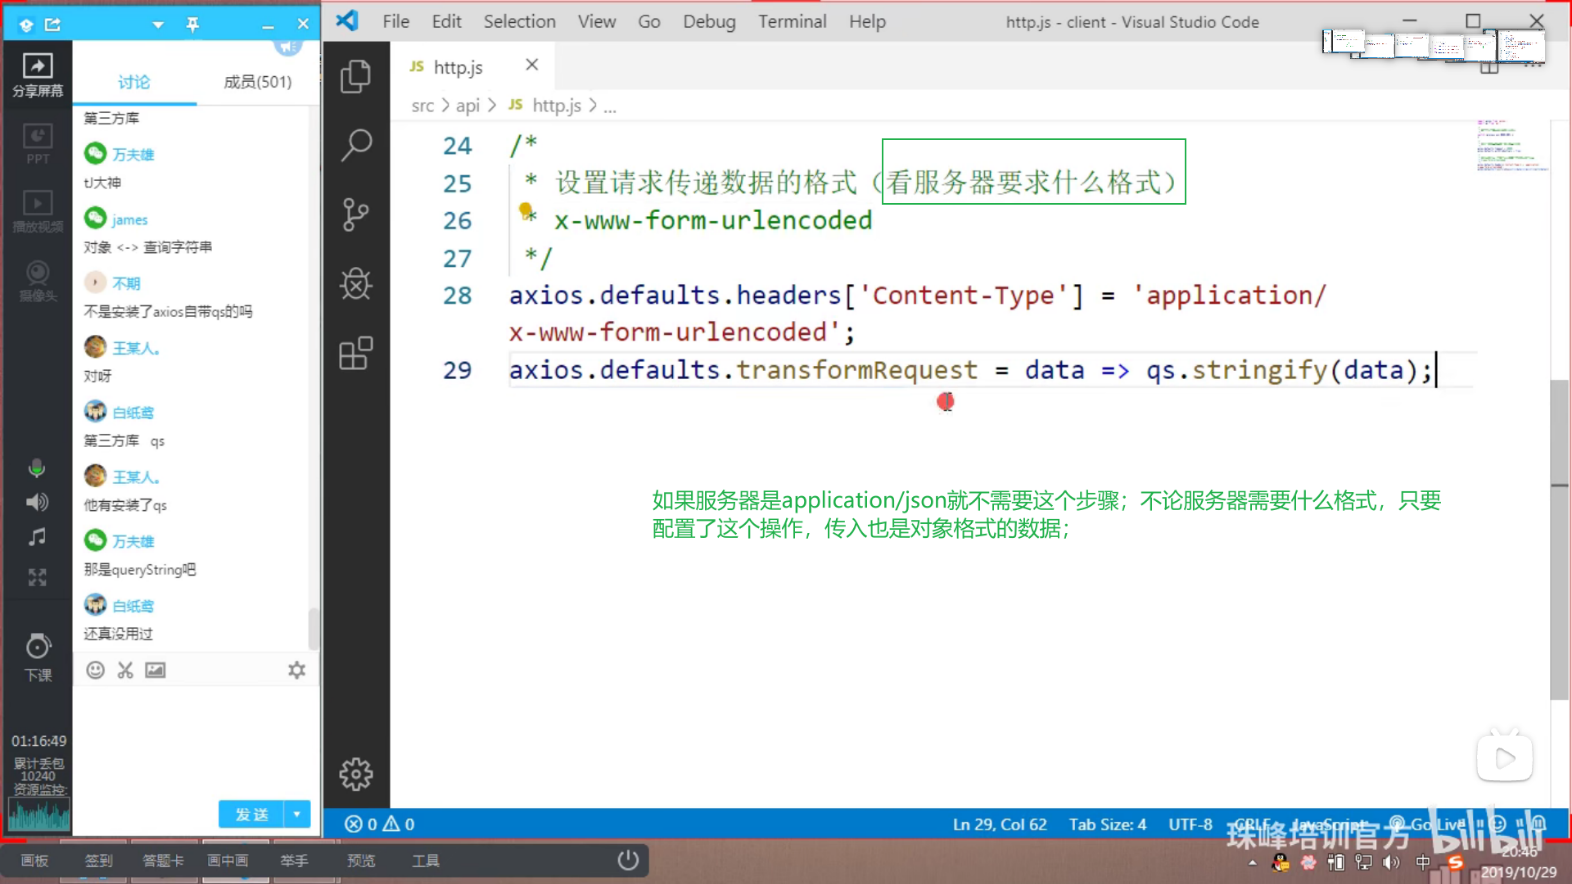 File Edit Selection View Go Debug Terminal Help
http.js - client - Visual Studio Code
分享屏幕
PPT
播放视频
摄像头
下课
01:16:49
累计丢包
10240
资源监控:
讨论
成员(501)
第三方库
万夫雄
tJ大神
james
对象 <-> 查询字符串
不期
不是安装了axios自带qs的吗
王某人。
对呀
白纸鸢
第三方库 qs
王某人。
他有安装了qs
万夫雄
那是queryString吧
白纸鸢
还真没用过
发送
JS http.js
src > api > JS http.js > ...
24 /*
25 * 设置请求传递数据的格式（看服务器要求什么格式）
26 * x-www-form-urlencoded
27 */
28 axios.defaults.headers['Content-Type'] = 'application/
x-www-form-urlencoded';
29 axios.defaults.transformRequest = data => qs.stringify(data);
如果服务器是application/json就不需要这个步骤；不论服务器需要什么格式，只要
配置了这个操作，传入也是对象格式的数据；
0 0
Ln 29, Col 62 Tab Size: 4 UTF-8 CRLF JavaScript Go Live
珠峰培训官方 bilibili
画板 签到 答题卡 画中画 举手 预览 工具
中
20:46
2019/10/29